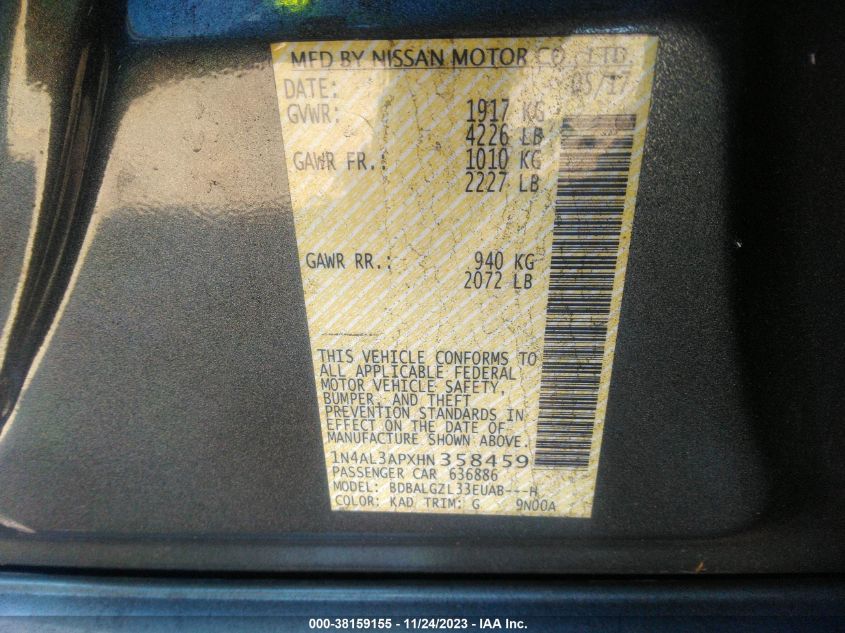 MFD BY NISSAN MOTOR CO., LTD.
DATE: 05/17
GVWR: 1917 KG
4226 LB
GAWR FR.: 1010 KG
2227 LB
GAWR RR.: 940 KG
2072 LB
THIS VEHICLE CONFORMS TO
ALL APPLICABLE FEDERAL
MOTOR VEHICLE SAFETY,
BUMPER, AND THEFT
PREVENTION STANDARDS IN
EFFECT ON THE DATE OF
MANUFACTURE SHOWN ABOVE.
1N4AL3APXHN358459
PASSENGER CAR 636886
MODEL: BDBALGZL33EUAB---H
COLOR: KAD TRIM: G 9N00A
000-38159155 - 11/24/2023 - IAA Inc.